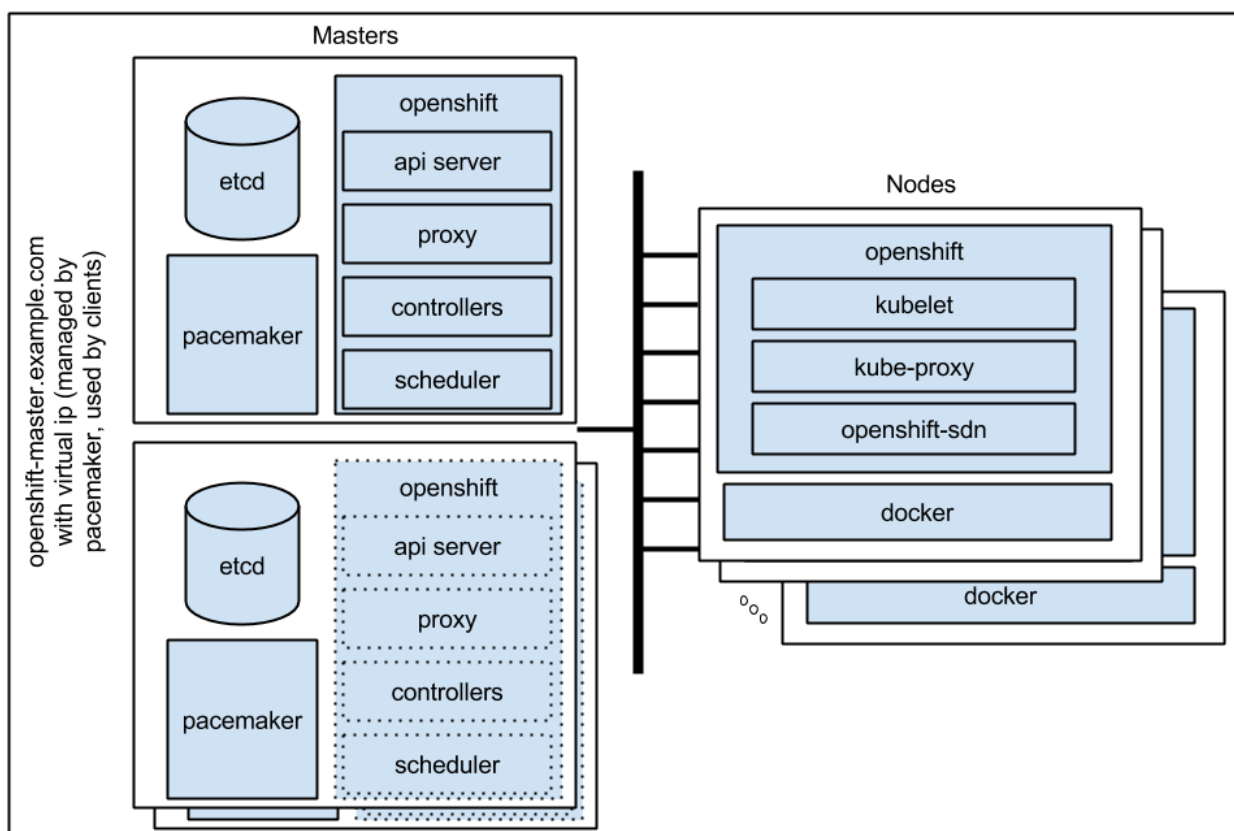 openshift-master.example.com
with virtual ip (managed by
pacemaker, used by clients)
Masters
etcd
pacemaker
openshift
api server
proxy
controllers
scheduler
etcd
pacemaker
openshift
api server
proxy
controllers
scheduler
Nodes
openshift
kubelet
kube-proxy
openshift-sdn
docker
docker